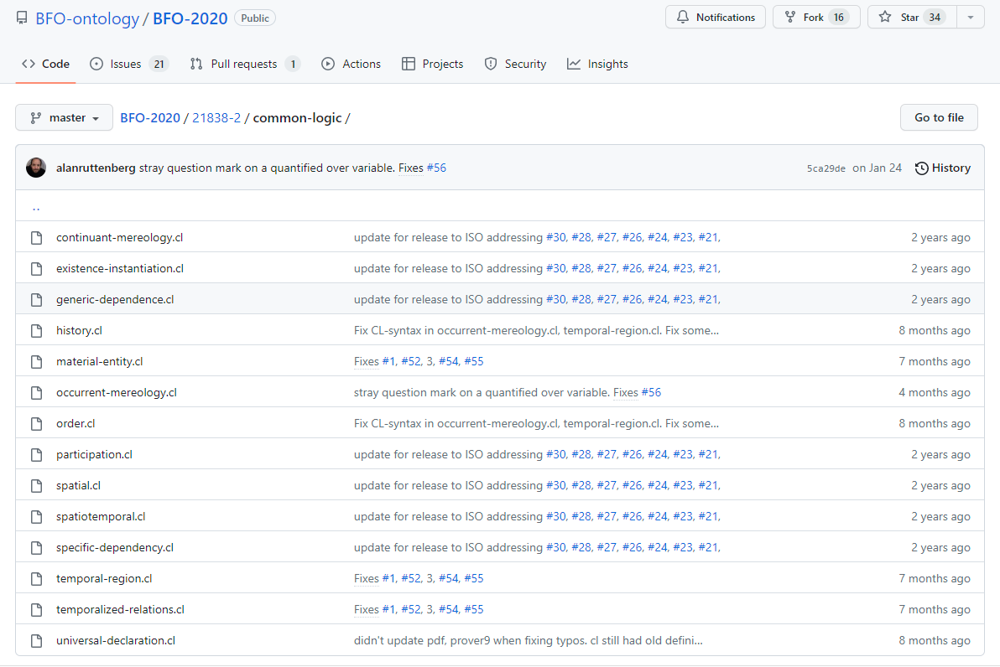 BFO-ontology / BFO-2020 Public Notifications Fork 16 Star 34
Code Issues 21 Pull requests 1 Actions Projects Security Insights
master BFO-2020 / 21838-2 / common-logic / Go to file
alanruttenberg stray question mark on a quantified over variable. Fixes #56 5ca29de on Jan 24 History
..
continuant-mereology.cl update for release to ISO addressing #30, #28, #27, #26, #24, #23, #21, 2 years ago
existence-instantiation.cl update for release to ISO addressing #30, #28, #27, #26, #24, #23, #21, 2 years ago
generic-dependence.cl update for release to ISO addressing #30, #28, #27, #26, #24, #23, #21, 2 years ago
history.cl Fix CL-syntax in occurrent-mereology.cl, temporal-region.cl. Fix some... 8 months ago
material-entity.cl Fixes #1, #52, 3, #54, #55 7 months ago
occurrent-mereology.cl stray question mark on a quantified over variable. Fixes #56 4 months ago
order.cl Fix CL-syntax in occurrent-mereology.cl, temporal-region.cl. Fix some... 8 months ago
participation.cl update for release to ISO addressing #30, #28, #27, #26, #24, #23, #21, 2 years ago
spatial.cl update for release to ISO addressing #30, #28, #27, #26, #24, #23, #21, 2 years ago
spatiotemporal.cl update for release to ISO addressing #30, #28, #27, #26, #24, #23, #21, 2 years ago
specific-dependency.cl update for release to ISO addressing #30, #28, #27, #26, #24, #23, #21, 2 years ago
temporal-region.cl Fixes #1, #52, 3, #54, #55 7 months ago
temporalized-relations.cl Fixes #1, #52, 3, #54, #55 7 months ago
universal-declaration.cl didn't update pdf, prover9 when fixing typos. cl still had old defini... 8 months ago